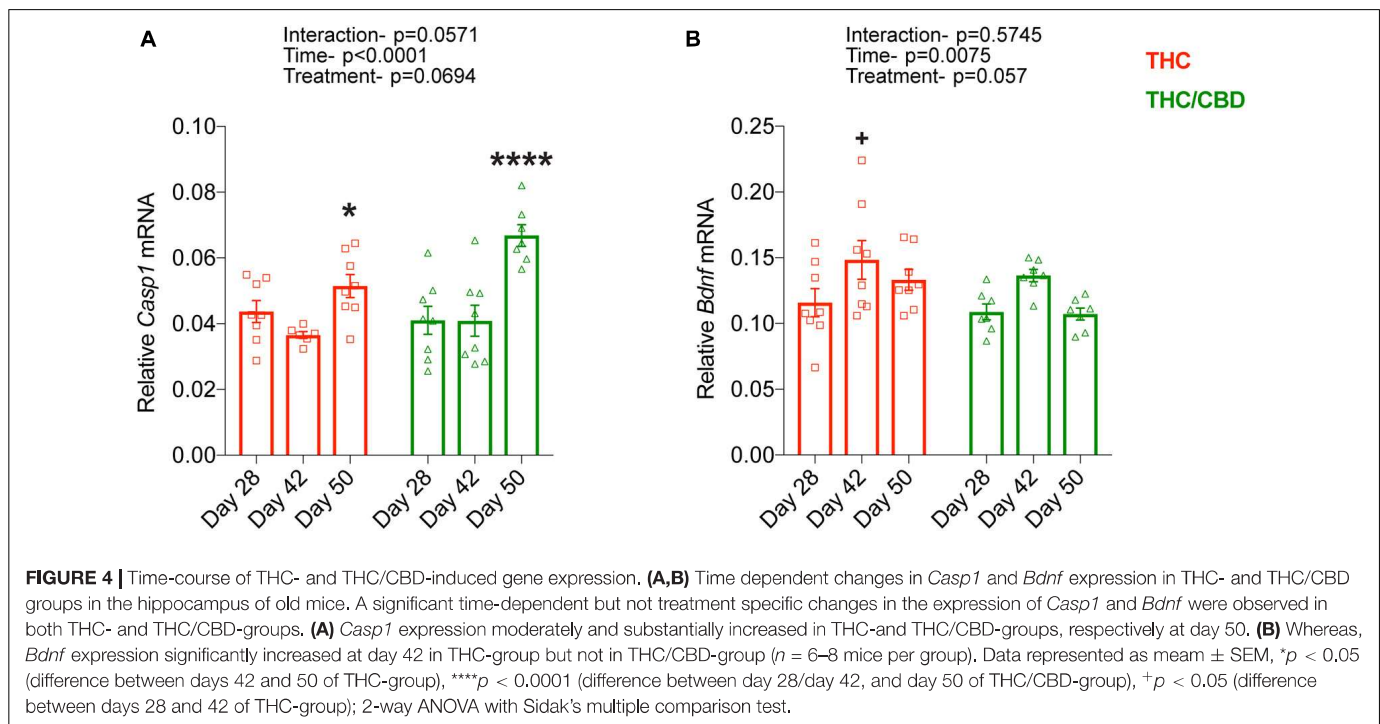 A
Interaction- p=0.0571
Time- p<0.0001
Treatment- p=0.0694
Relative Casp1 mRNA
0.10
0.08
0.06
0.04
0.02
0.00
*
****
Day 28
Day 42
Day 50
Day 28
Day 42
Day 50
B
Interaction- p=0.5745
Time- p=0.0075
Treatment- p=0.057
Relative Bdnf mRNA
0.25
0.20
0.15
0.10
0.05
0.00
+
Day 28
Day 42
Day 50
Day 28
Day 42
Day 50
THC
THC/CBD
FIGURE 4 | Time-course of THC- and THC/CBD-induced gene expression. (A,B) Time dependent changes in Casp1 and Bdnf expression in THC- and THC/CBD
groups in the hippocampus of old mice. A significant time-dependent but not treatment specific changes in the expression of Casp1 and Bdnf were observed in
both THC- and THC/CBD-groups. (A) Casp1 expression moderately and substantially increased in THC-and THC/CBD-groups, respectively at day 50. (B) Whereas,
Bdnf expression significantly increased at day 42 in THC-group but not in THC/CBD-group (n = 6–8 mice per group). Data represented as meam ± SEM, *p < 0.05
(difference between days 42 and 50 of THC-group), ****p < 0.0001 (difference between day 28/day 42, and day 50 of THC/CBD-group), +p < 0.05 (difference
between days 28 and 42 of THC-group); 2-way ANOVA with Sidak's multiple comparison test.